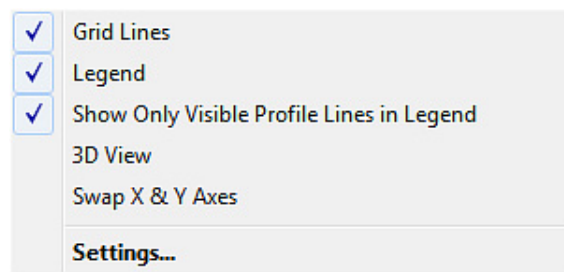 Grid Lines
Legend
Show Only Visible Profile Lines in Legend
3D View
Swap X & Y Axes
Settings...